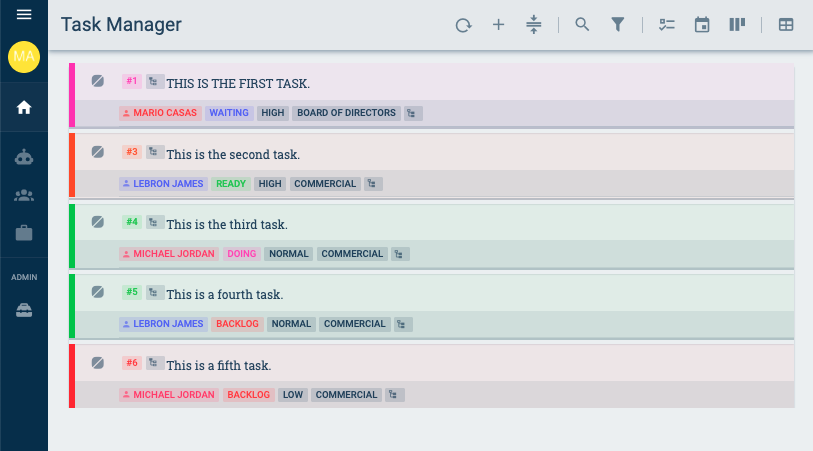 Task Manager
MA
#1 THIS IS THE FIRST TASK.
MARIO CASAS WAITING HIGH BOARD OF DIRECTORS
#3 This is the second task.
LEBRON JAMES READY HIGH COMMERCIAL
#4 This is the third task.
MICHAEL JORDAN DOING NORMAL COMMERCIAL
ADMIN
#5 This is a fourth task.
LEBRON JAMES BACKLOG NORMAL COMMERCIAL
#6 This is a fifth task.
MICHAEL JORDAN BACKLOG LOW COMMERCIAL